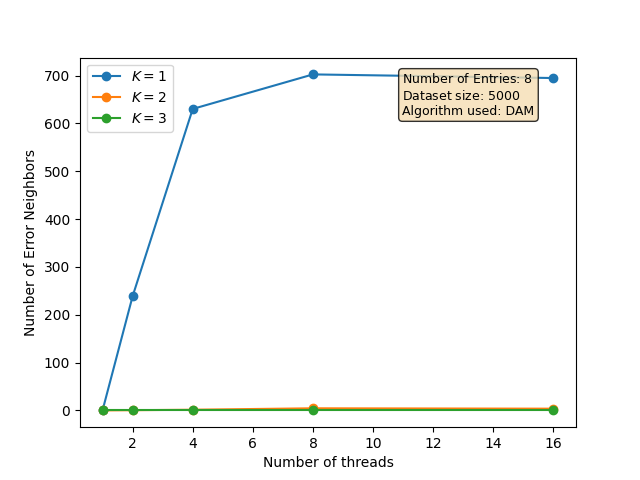 700
600
500
400
300
200
100
0
Number of Error Neighbors
K = 1
K = 2
K = 3
Number of Entries: 8
Dataset size: 5000
Algorithm used: DAM
2 4 6 8 10 12 14 16
Number of threads